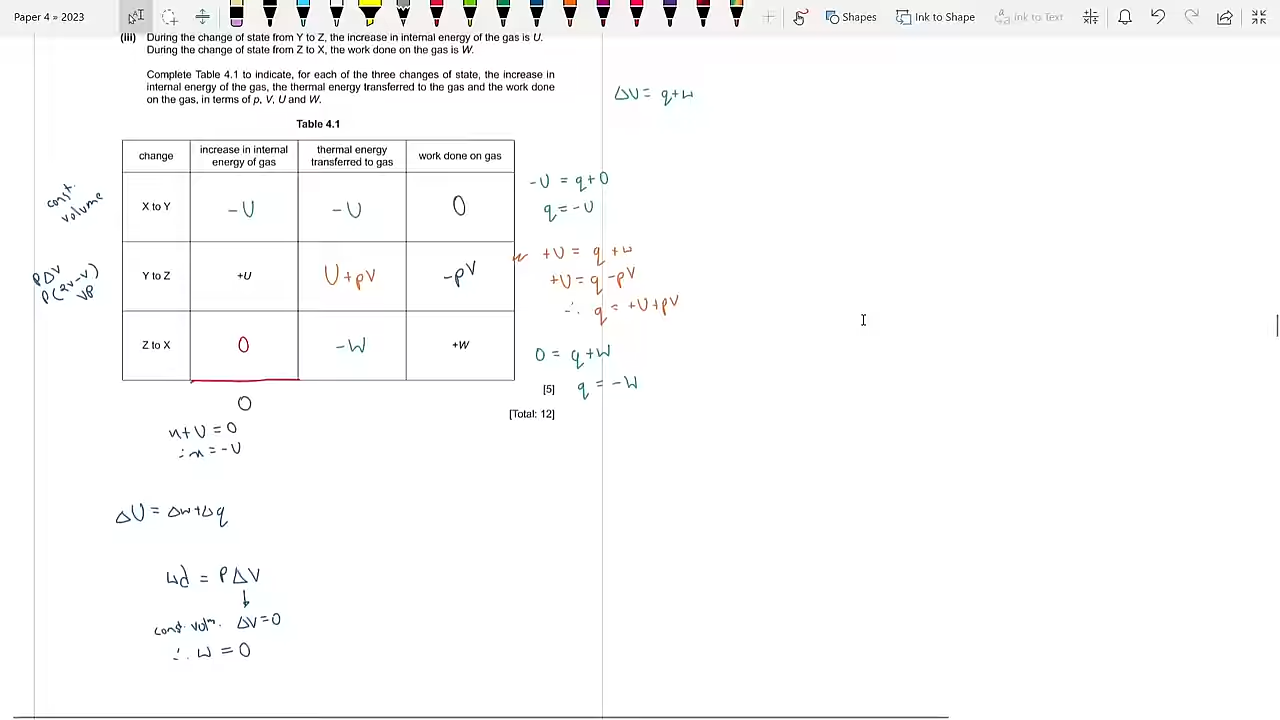 Paper 4 » 2023
Shapes
Ink to Shape
Ink to Text
(iii) During the change of state from Y to Z, the increase in internal energy of the gas is U.
During the change of state from Z to X, the work done on the gas is W.
Complete Table 4.1 to indicate, for each of the three changes of state, the increase in
internal energy of the gas, the thermal energy transferred to the gas and the work done
on the gas, in terms of p, V, U and W.
ΔU = q+w
Table 4.1
change
increase in internal
energy of gas
thermal energy
transferred to gas
work done on gas
const.
volume
X to Y
-U
-U
0
-U = q+0
q = -U
PΔV
P(2V-V)
VP
Y to Z
+U
U+pV
-pV
+U = q+w
+U = q-pV
∴ q = +U+pV
Z to X
0
-W
+W
0 = q+W
q = -W
[5]
[Total: 12]
0
x+U=0
∴x=-U
ΔU = Δw+Δq
wd = PΔV
↓
const. volm. ΔV=0
∴ W = 0